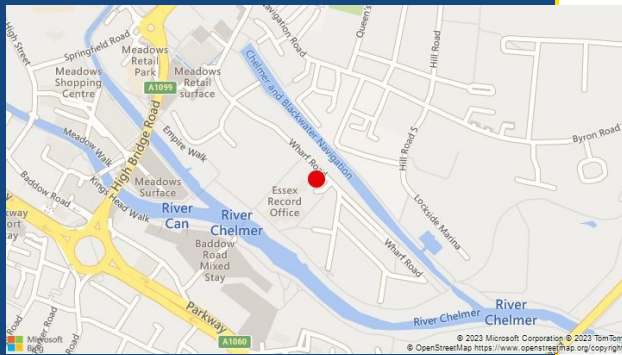 High Street
Springfield Road
Meadows
Retail
Park
Meadows
Shopping
Centre
Meadows
Retail
surface
A1099
Navigation Road
Queen's
Hill Road
Chelmer and Blackwater Navigation
Byron Road
Hill Road S
Wharf Road
Empire Walk
High Bridge Road
Meadow Walk
Baddow Road
Kings Head Walk
Meadows
Surface
Essex
Record
Office
Lockside Marina
River
Can
River
Chelmer
Baddow
Road
Mixed
Stay
Wharf Road
Parkway
River Chelmer
River
Chelmer
A1060
Road
Microsoft
Bing
© 2023 Microsoft Corporation © 2023 TomTom
© OpenStreetMap https://www.openstreetmap.org/copyright